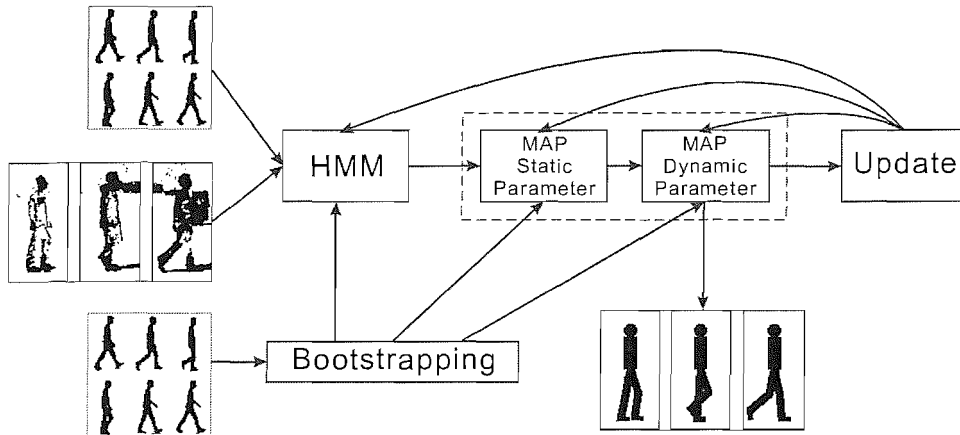 HMM
MAP
Static
Parameter
MAP
Dynamic
Parameter
Update
Bootstrapping